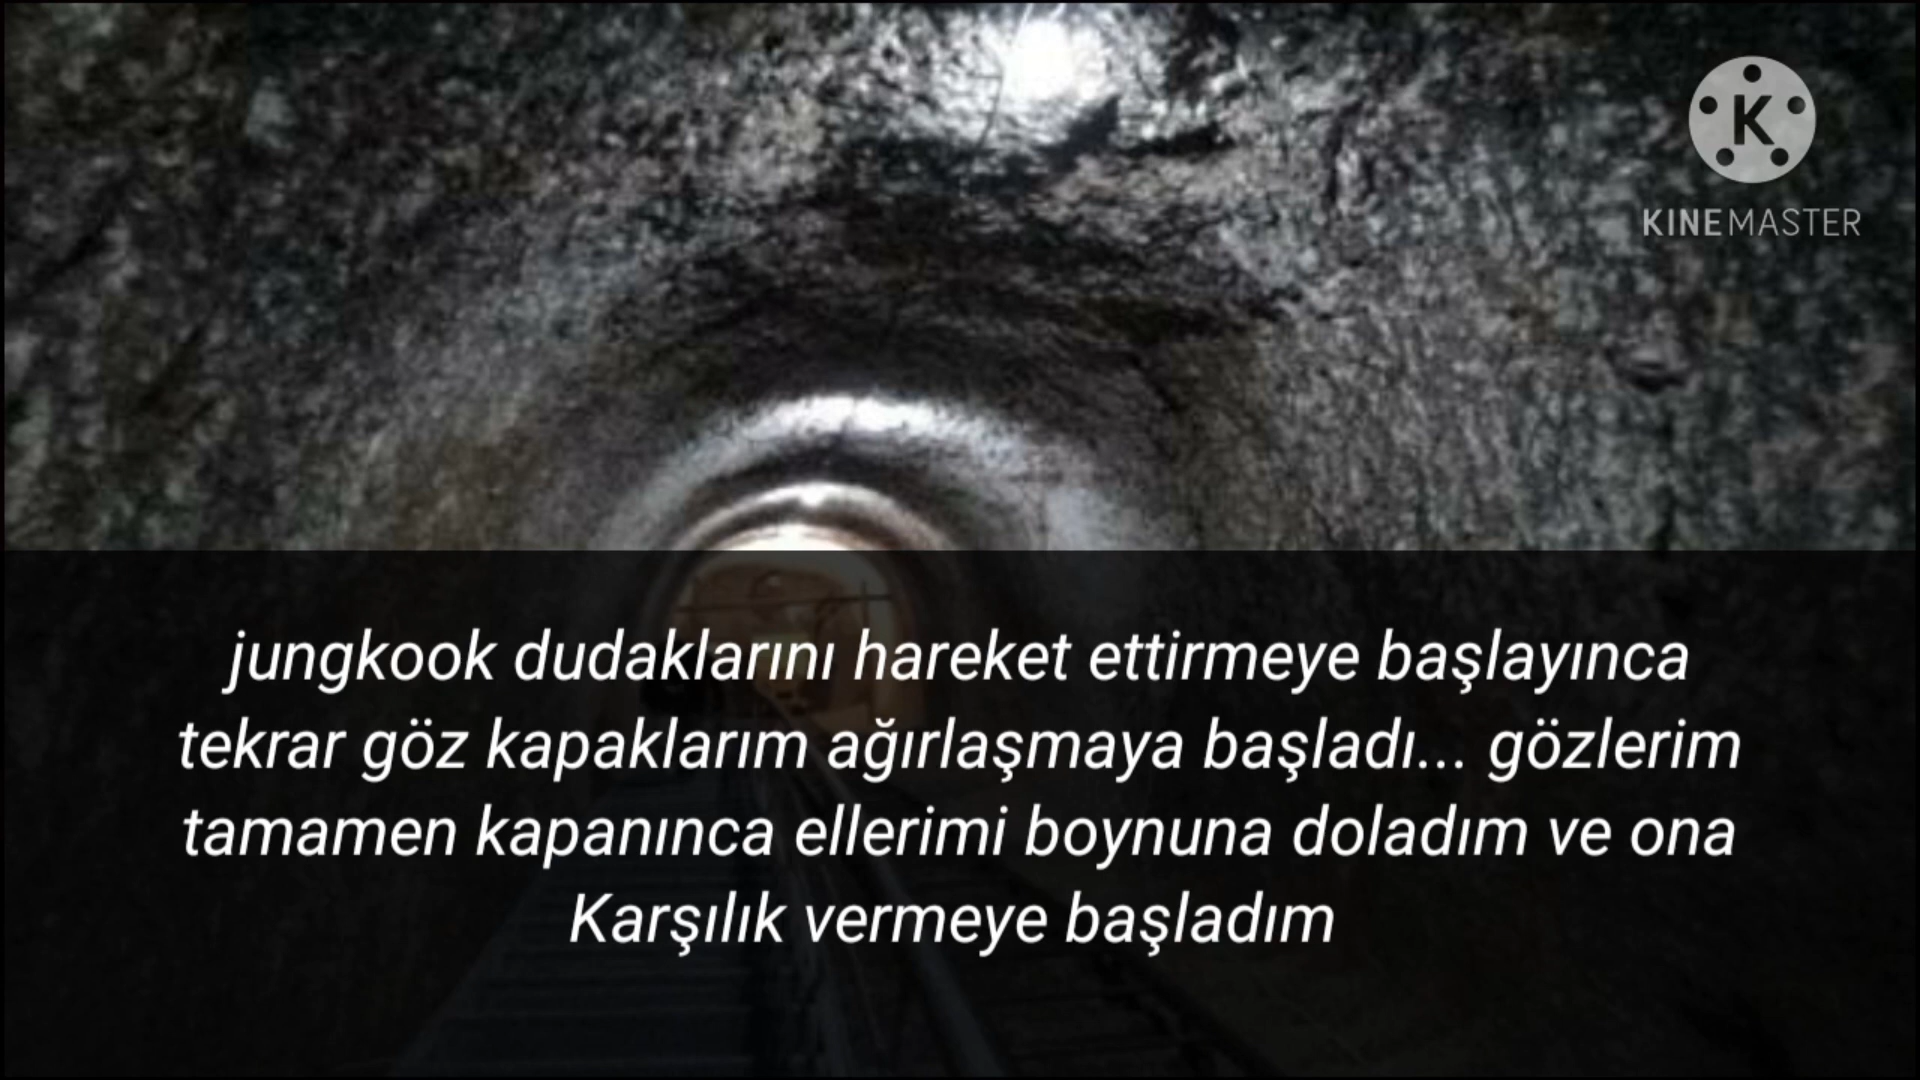 K
KINEMASTER
jungkook dudaklarını hareket ettirmeye başlayınca
tekrar göz kapaklarım ağırlaşmaya başladı... gözlerim
tamamen kapanınca ellerimi boynuna doladım ve ona
Karşılık vermeye başladım